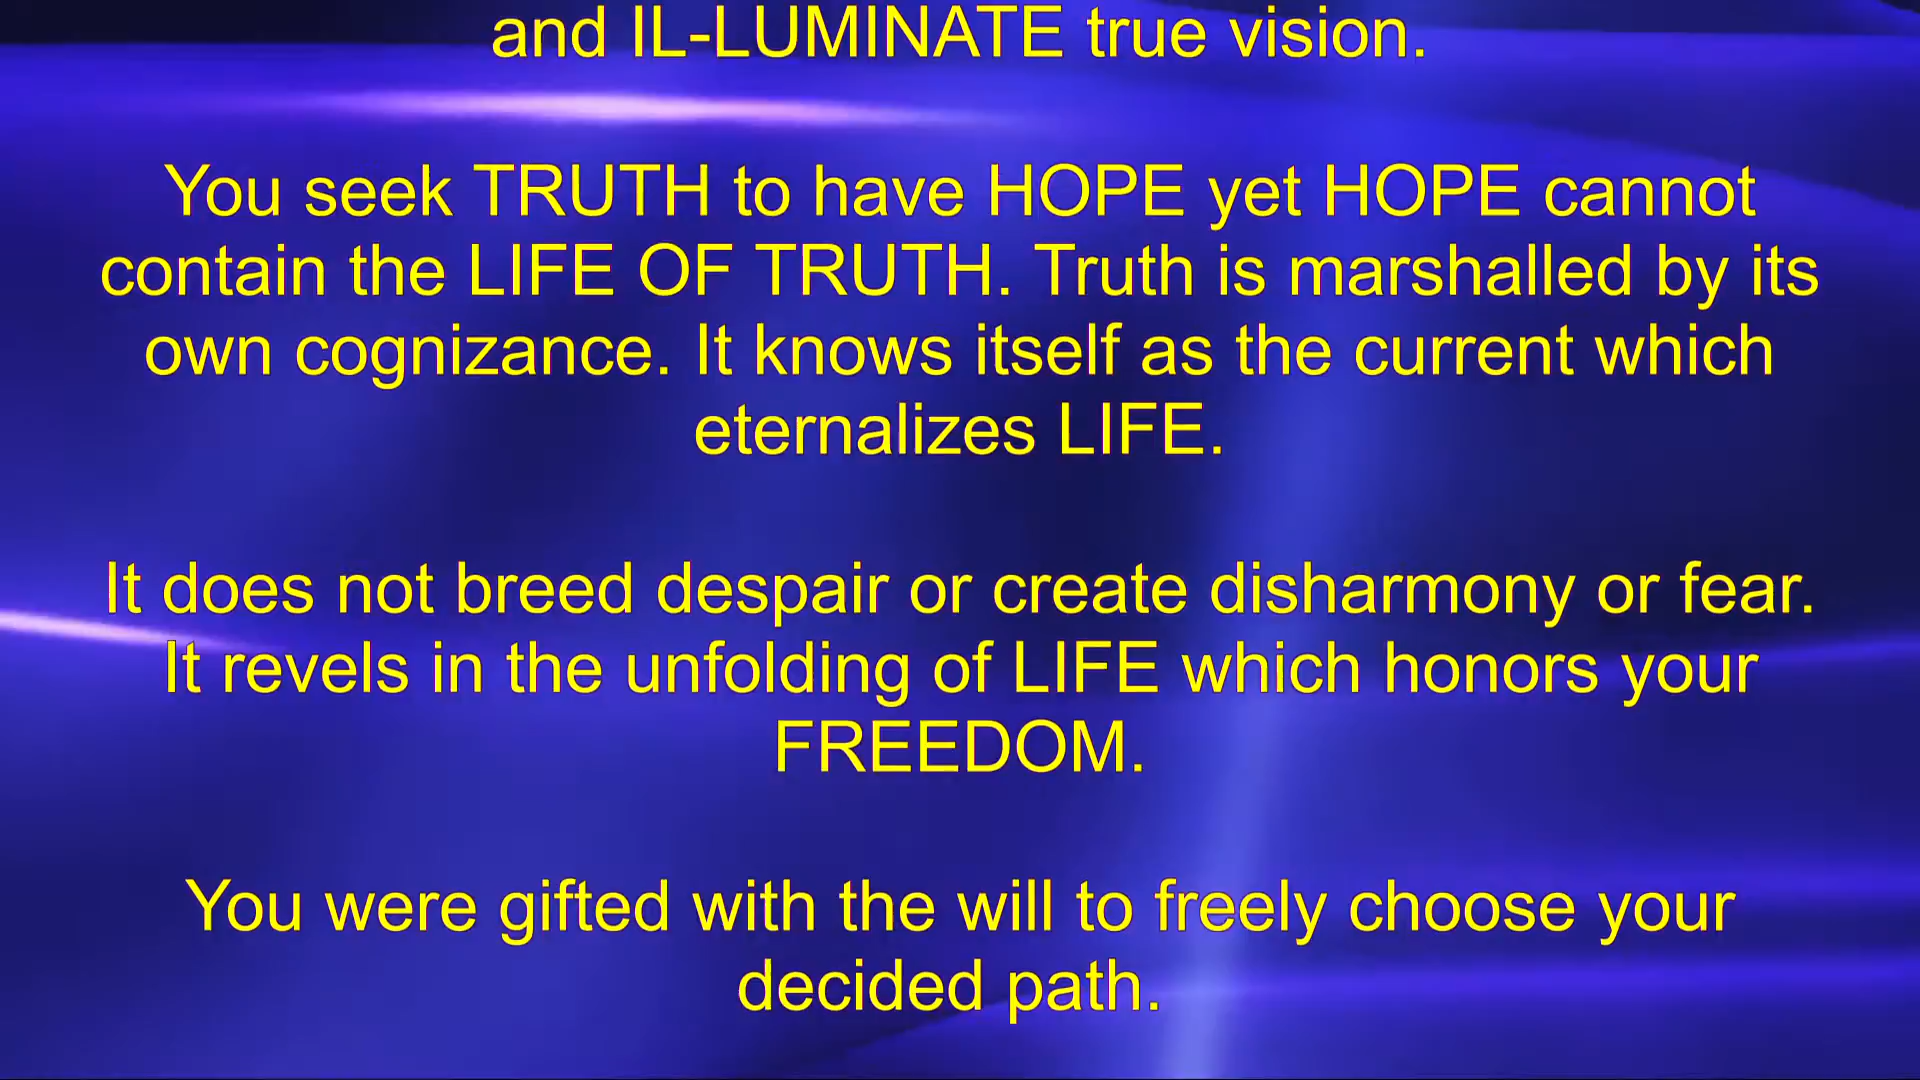 and IL-LUMINATE true vision.
You seek TRUTH to have HOPE yet HOPE cannot
contain the LIFE OF TRUTH. Truth is marshalled by its
own cognizance. It knows itself as the current which
eternalizes LIFE.
It does not breed despair or create disharmony or fear.
It revels in the unfolding of LIFE which honors your
FREEDOM.
You were gifted with the will to freely choose your
decided path.